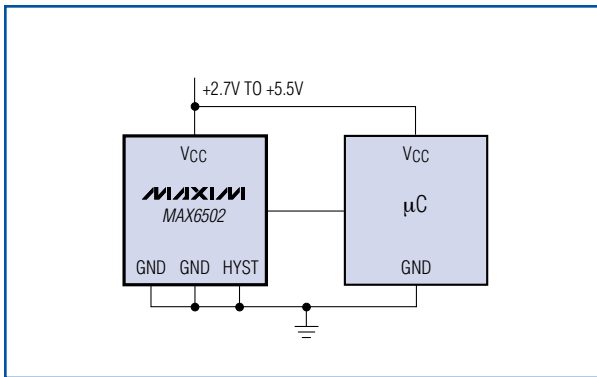 +2.7V TO +5.5V
VCC
VCC
MAXIM
MAX6502
μC
GND GND HYST
GND